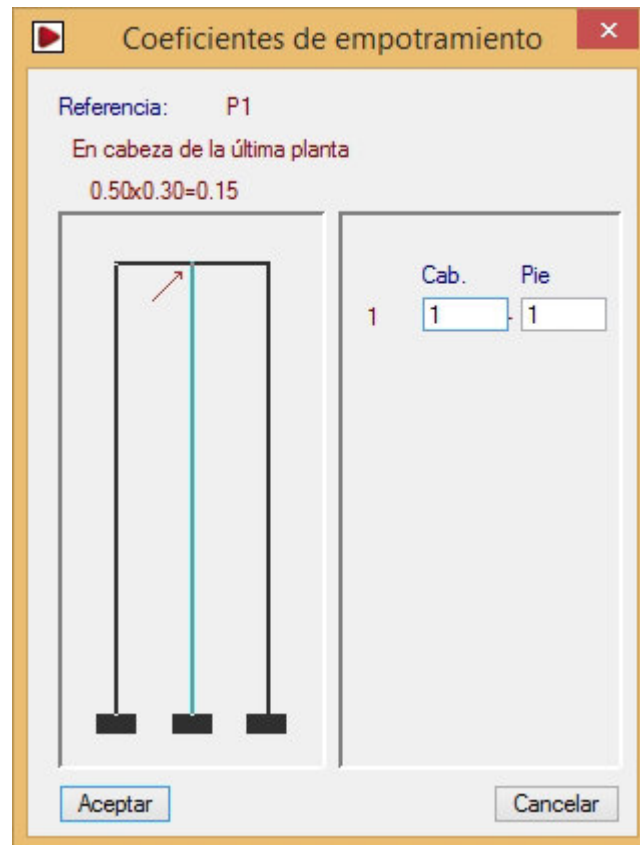 Coeficientes de empotramiento
Referencia: P1
En cabeza de la última planta
0.50x0.30=0.15
Cab. Pie
1 1 - 1
Aceptar Cancelar